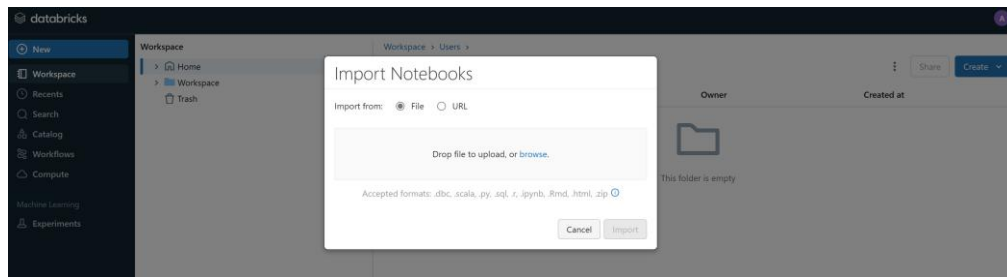 databricks
A
New
Workspace
Recents
Search
Catalog
Workflows
Compute
Machine Learning
Experiments
Workspace
Home
Workspace
Trash
Workspace > Users >
Share
Create
Owner
Created at
This folder is empty
Import Notebooks
Import from: File URL
Drop file to upload, or browse.
Accepted formats: .dbc, .scala, .py, .sql, .r, .ipynb, .Rmd, .html, .zip
Cancel
Import